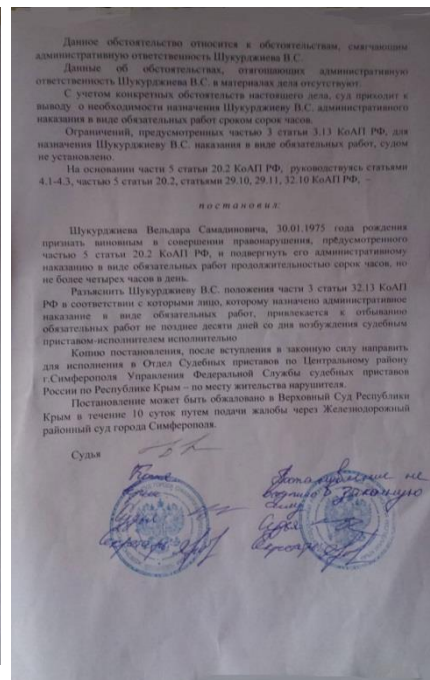 Данное обстоятельство относится к обстоятельствам, смягчающим
административную ответственность Шукурджиева В.С.
Данные об обстоятельствах, отягощающих административную
ответственность Шукурджиева В.С. в материалах дела отсутствуют.
С учетом конкретных обстоятельств настоящего дела, суд приходит к
выводу о необходимости назначения Шукурджиеву В.С. административного
наказания в виде обязательных работ сроком сорок часов.
Ограничений, предусмотренных частью 3 статьи 3.13 КоАП РФ, для
назначения Шукурджиеву В.С. наказания в виде обязательных работ, судом
не установлено.
На основании части 5 статьи 20.2 КоАП РФ, руководствуясь статьями
4.1-4.3, частью 5 статьи 20.2, статьями 29.10, 29.11, 32.10 КоАП РФ, –
постановил:
Шукурджиева Вельдара Самадиновича, 30.01.1975 года рождения
признать виновным в совершении правонарушения, предусмотренного
частью 5 статьи 20.2 КоАП РФ, и подвергнуть его административному
наказанию в виде обязательных работ продолжительностью сорок часов, но
не более четырех часов в день.
Разъяснить Шукурджиеву В.С. положения части 3 статьи 32.13 КоАП
РФ в соответствии с которыми лицо, которому назначено административное
наказание в виде обязательных работ, привлекается к отбыванию
обязательных работ не позднее десяти дней со дня возбуждения судебным
приставом-исполнителем исполнительно
Копию постановления, после вступления в законную силу направить
для исполнения в Отдел Судебных приставов по Центральному району
г.Симферополя Управления Федеральной Службы судебных приставов
России по Республике Крым – по месту жительства нарушителя.
Постановление может быть обжаловано в Верховный Суд Республики
Крым в течение 10 суток путем подачи жалобы через Железнодорожный
районный суд города Симферополя.
Судья
Постановление не
вступило в законную
силу
Судья
Судья
Секретарь
Секретарь